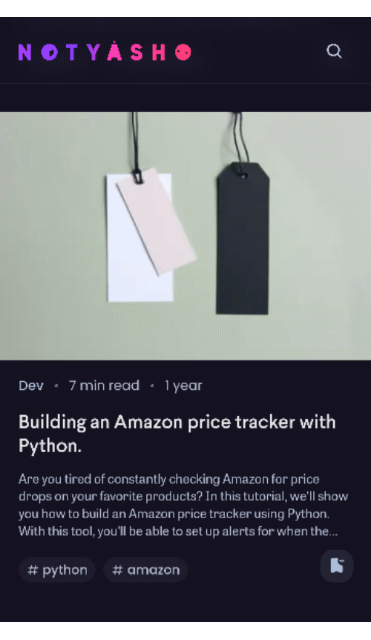 NOTYASHO
Dev • 7 min read • 1 year
Building an Amazon price tracker with
Python.
Are you tired of constantly checking Amazon for price
drops on your favorite products? In this tutorial, we'll show
you how to build an Amazon price tracker using Python.
With this tool, you'll be able to set up alerts for when the...
# python # amazon